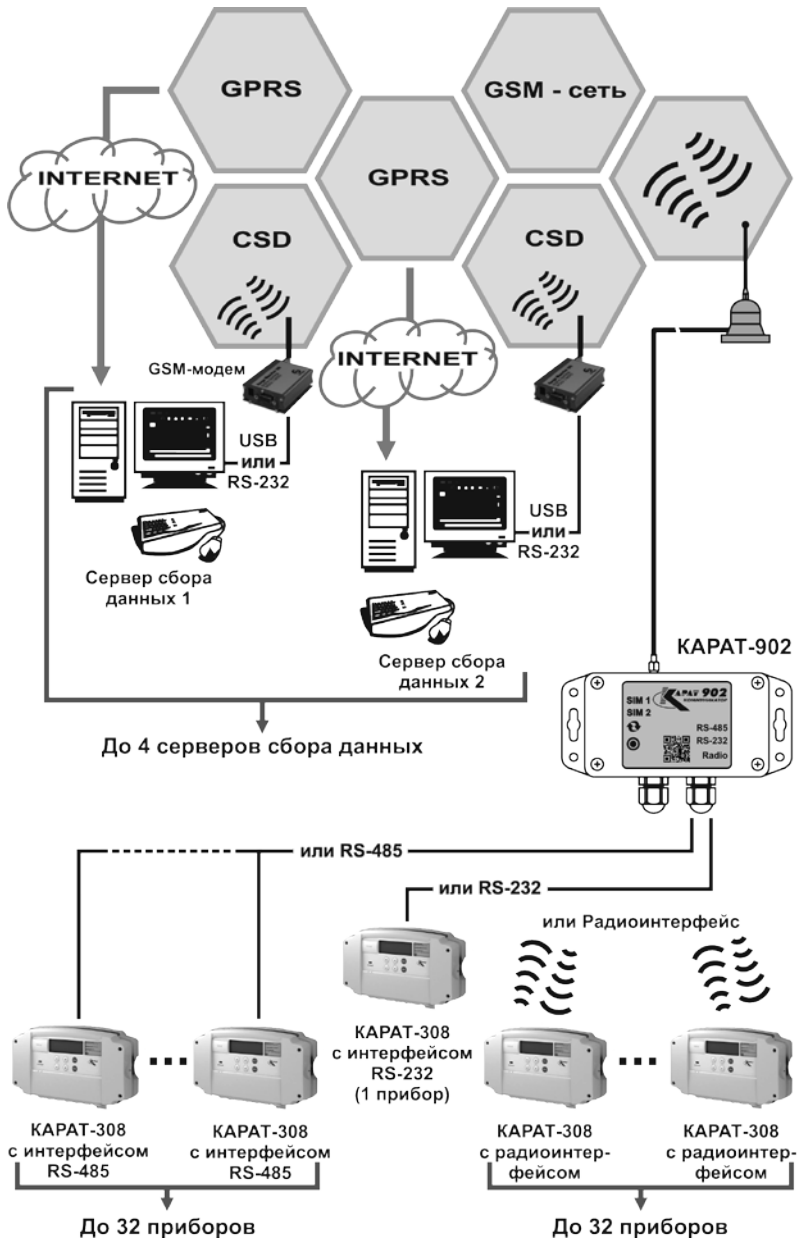 GPRS
GSM - сеть
INTERNET
GPRS
CSD
CSD
INTERNET
GSM-модем
USB
или
RS-232
USB
или
RS-232
Сервер сбора
данных 1
Сервер сбора
данных 2
До 4 серверов сбора данных
КАРАТ-902
SIM 1
SIM 2
КАРАТ 902
КОММУНИКАТОР
RS-485
RS-232
Radio
или RS-485
или RS-232
или Радиоинтерфейс
КАРАТ-308
с интерфейсом
RS-232
(1 прибор)
КАРАТ-308
с интерфейсом
RS-485
КАРАТ-308
с интерфейсом
RS-485
КАРАТ-308
с радиоинтер-
фейсом
КАРАТ-308
с радиоинтер-
фейсом
До 32 приборов
До 32 приборов